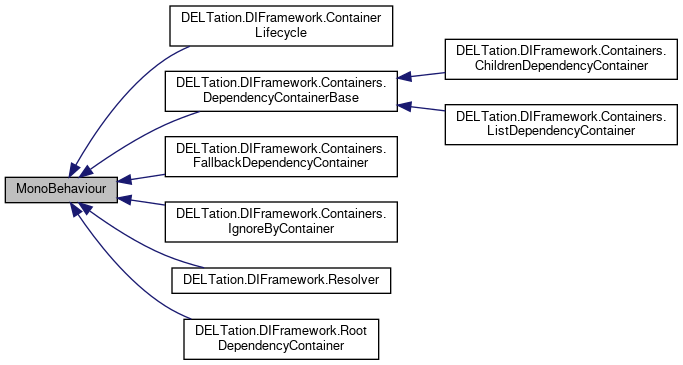 DELTation.DIFramework.Container
Lifecycle
DELTation.DIFramework.Containers.
DependencyContainerBase
DELTation.DIFramework.Containers.
ChildrenDependencyContainer
DELTation.DIFramework.Containers.
ListDependencyContainer
DELTation.DIFramework.Containers.
FallbackDependencyContainer
MonoBehaviour
DELTation.DIFramework.Containers.
IgnoreByContainer
DELTation.DIFramework.Resolver
DELTation.DIFramework.Root
DependencyContainer